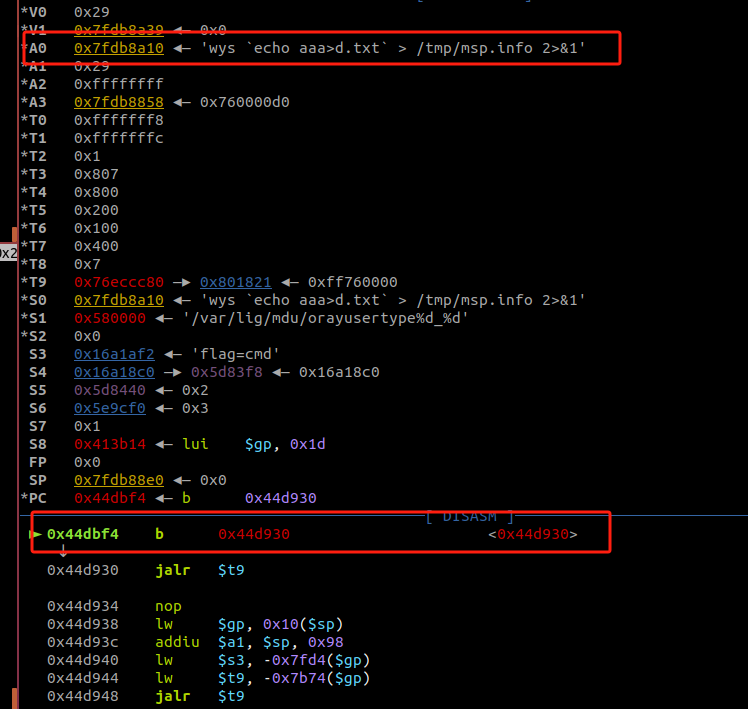 *V0 0x29
*V1 0x7fdb8a39 ◂— 0x0
*A0 0x7fdb8a10 ◂— 'wys `echo aaa>d.txt` > /tmp/msp.info 2>&1'
*A1 0x29
*A2 0xffffffff
*A3 0x7fdb8858 ◂— 0x760000d0
*T0 0xfffffff8
*T1 0xfffffffc
*T2 0x1
*T3 0x807
*T4 0x800
*T5 0x200
*T6 0x100
*T7 0x400
*T8 0x7
*T9 0x76eccc80 —▸ 0x801821 ◂— 0xff760000
*S0 0x7fdb8a10 ◂— 'wys `echo aaa>d.txt` > /tmp/msp.info 2>&1'
*S1 0x580000 ◂— '/var/lig/mdu/orayusertype%d_%d'
*S2 0x0
S3 0x16a1af2 ◂— 'flag=cmd'
S4 0x16a18c0 —▸ 0x5d83f8 ◂— 0x16a18c0
S5 0x5d8440 ◂— 0x2
S6 0x5e9cf0 ◂— 0x3
S7 0x1
S8 0x413b14 ◂— lui $gp, 0x1d
FP 0x0
SP 0x7fdb88e0 ◂— 0x0
*PC 0x44dbf4 ◂— b 0x44d930
[ DISASM ]
► 0x44dbf4 b 0x44d930 <0x44d930>
↓
0x44d930 jalr $t9
0x44d934 nop
0x44d938 lw $gp, 0x10($sp)
0x44d93c addiu $a1, $sp, 0x98
0x44d940 lw $s3, -0x7fd4($gp)
0x44d944 lw $t9, -0x7b74($gp)
0x44d948 jalr $t9